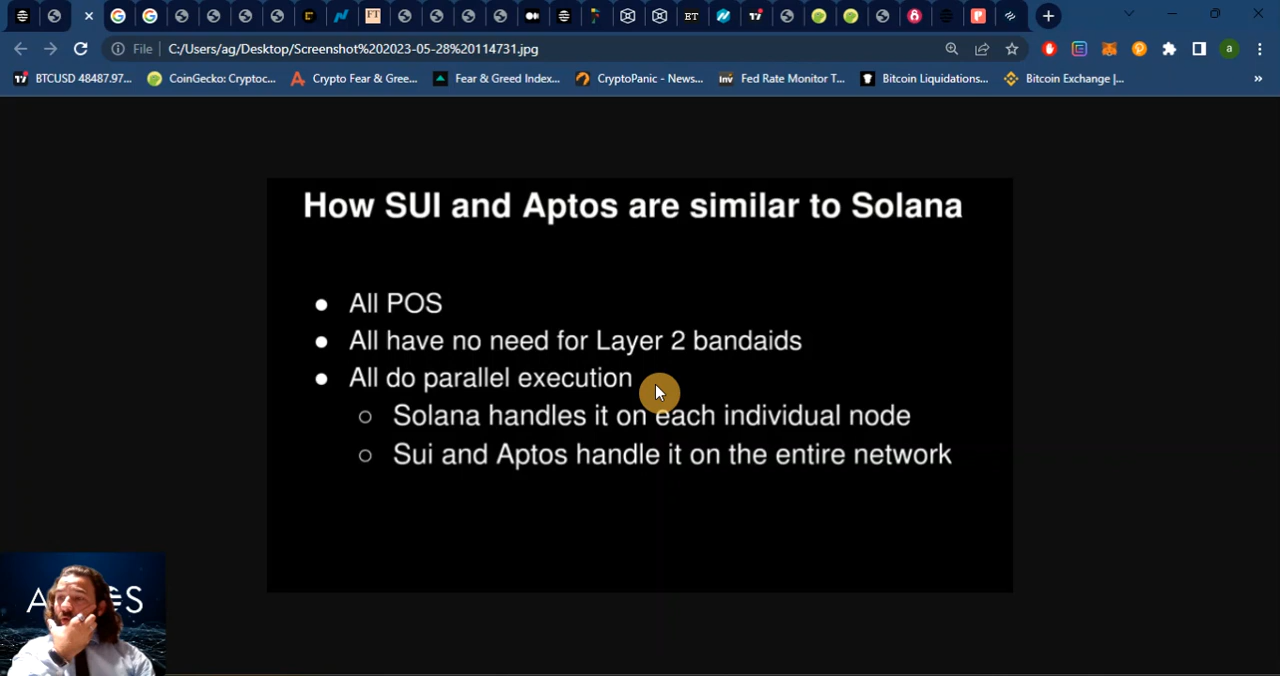 File
C:/Users/ag/Desktop/Screenshot%202023-05-28%20114731.jpg
a
BTCUSD 48487.97...
CoinGecko: Cryptoc...
Crypto Fear & Gree...
Fear & Greed Index...
CryptoPanic - News...
Inv
Fed Rate Monitor T...
Bitcoin Liquidations...
Bitcoin Exchange |...
»
How SUI and Aptos are similar to Solana
● All POS
● All have no need for Layer 2 bandaids
● All do parallel execution
○ Solana handles it on each individual node
○ Sui and Aptos handle it on the entire network